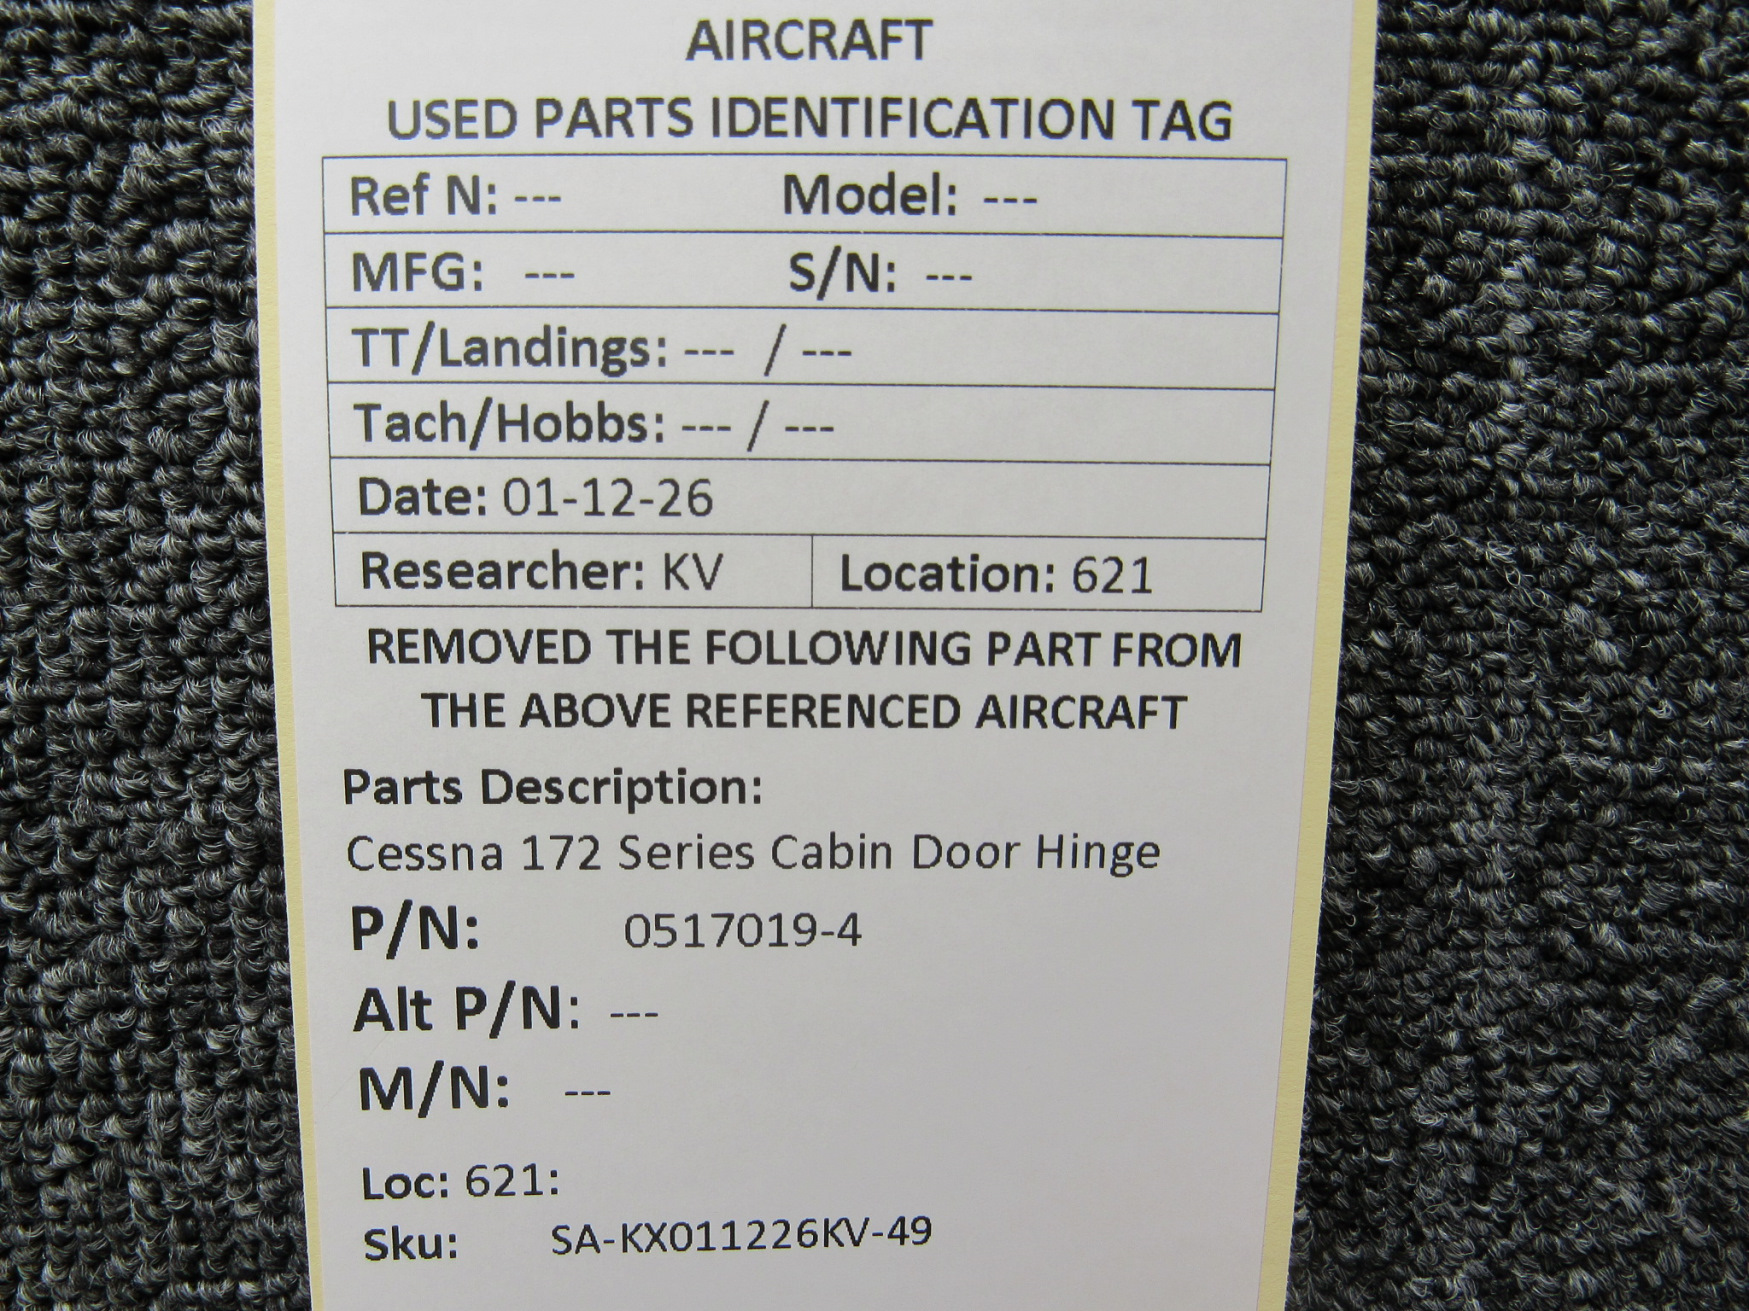 AIRCRAFT
USED PARTS IDENTIFICATION TAG
Ref N: --- Model: ---
MFG: --- S/N: ---
TT/Landings: --- / ---
Tach/Hobbs: --- / ---
Date: 01-12-26
Researcher: KV Location: 621
REMOVED THE FOLLOWING PART FROM
THE ABOVE REFERENCED AIRCRAFT
Parts Description:
Cessna 172 Series Cabin Door Hinge
P/N: 0517019-4
Alt P/N: ---
M/N: ---
Loc: 621:
Sku: SA-KX011226KV-49